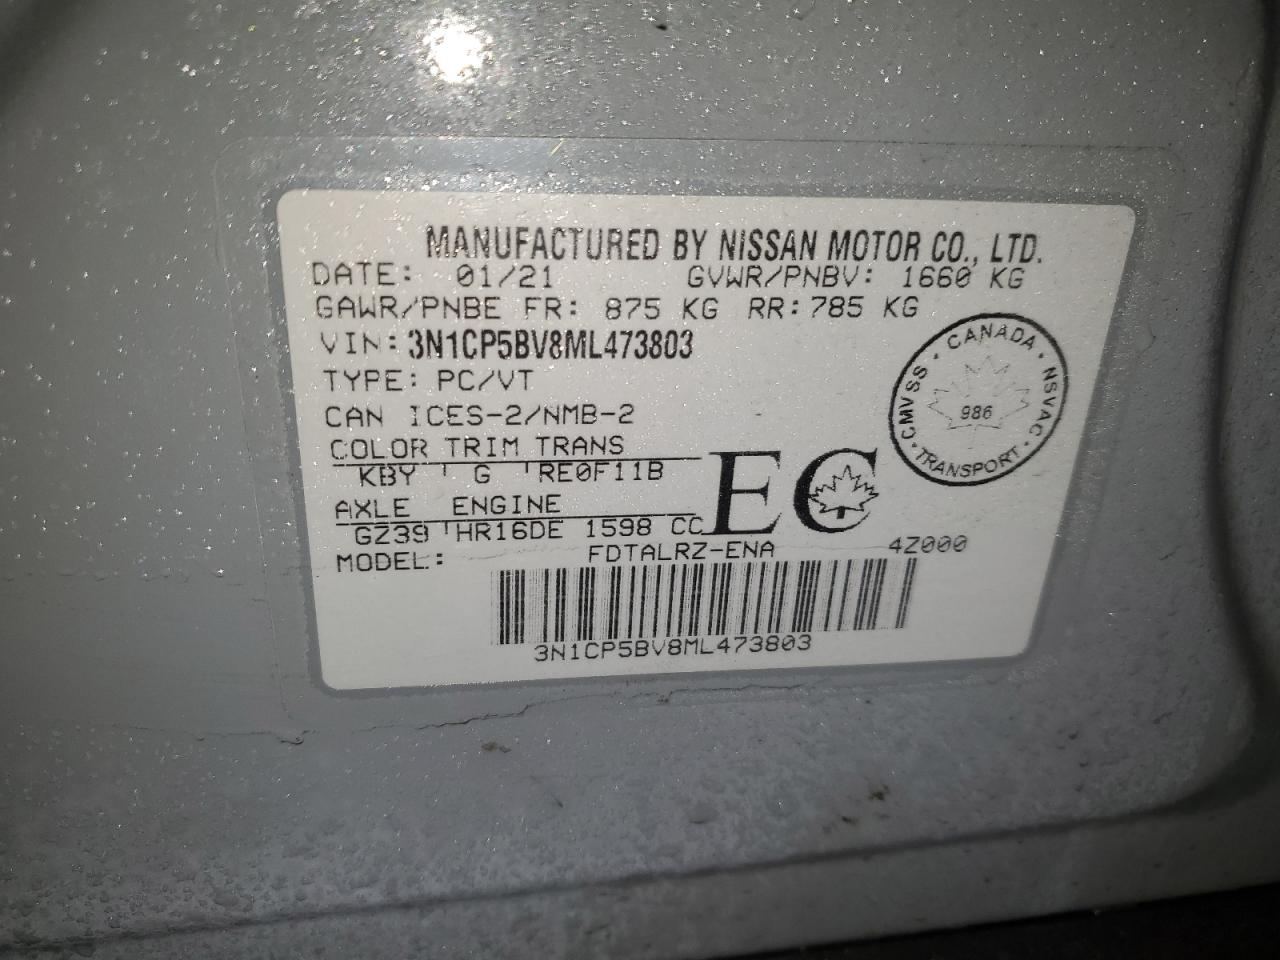 MANUFACTURED BY NISSAN MOTOR CO., LTD.
DATE: 01/21 GVWR/PNBV: 1660 KG
GAWR/PNBE FR: 875 KG RR: 785 KG
VIN: 3N1CP5BV8ML473803
TYPE: PC/VT
CAN ICES-2/NMB-2
COLOR TRIM TRANS
KBY G RE0F11B
AXLE ENGINE
GZ39 HR16DE 1598 CC
MODEL: FDTALRZ-ENA 4Z000
3N1CP5BV8ML473803
EC
CMVSS · CANADA · NSVAC · TRANSPORT ·
986